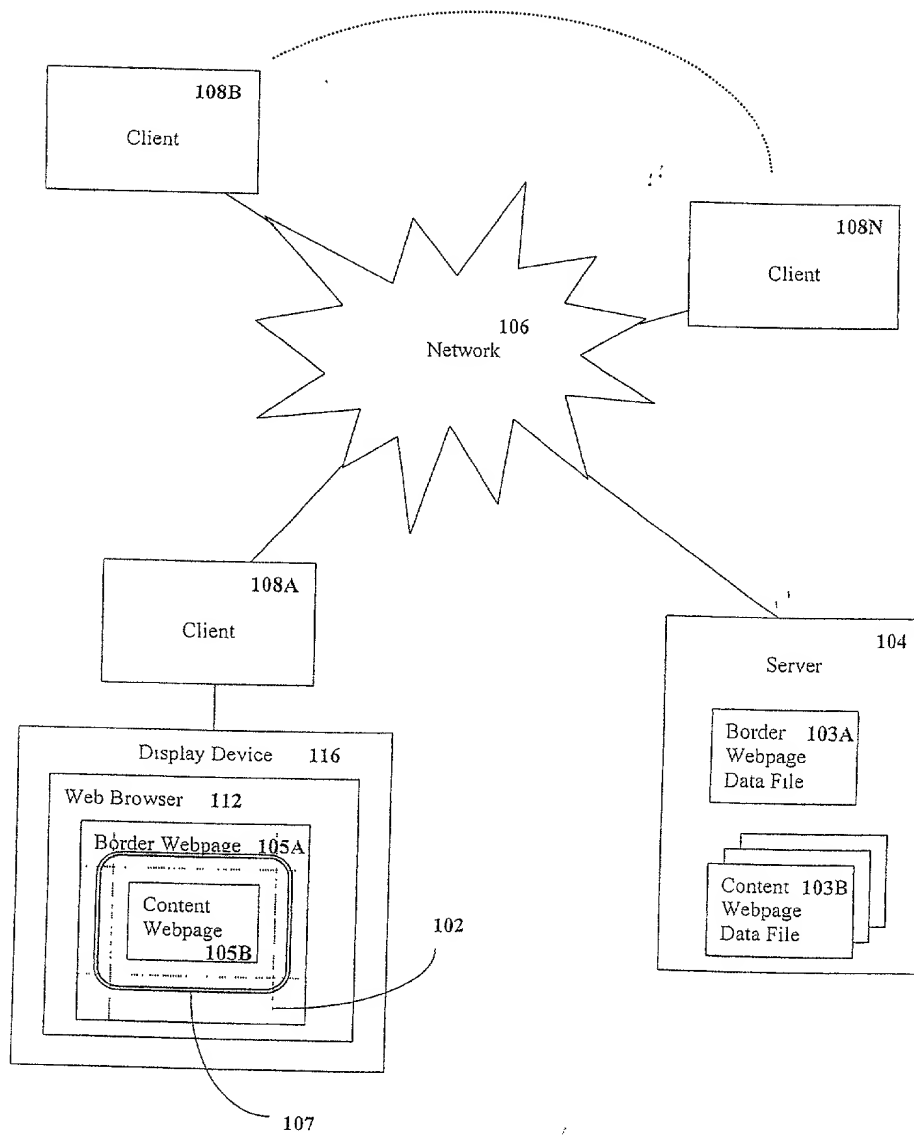 108B
Client
108N
Client
106
Network
108A
Client
104
Server
Display Device 116
Border 103A
Webpage
Data File
Web Browser 112
Border Webpage 105A
Content
Webpage
105B
102
Content 103B
Webpage
Data File
107